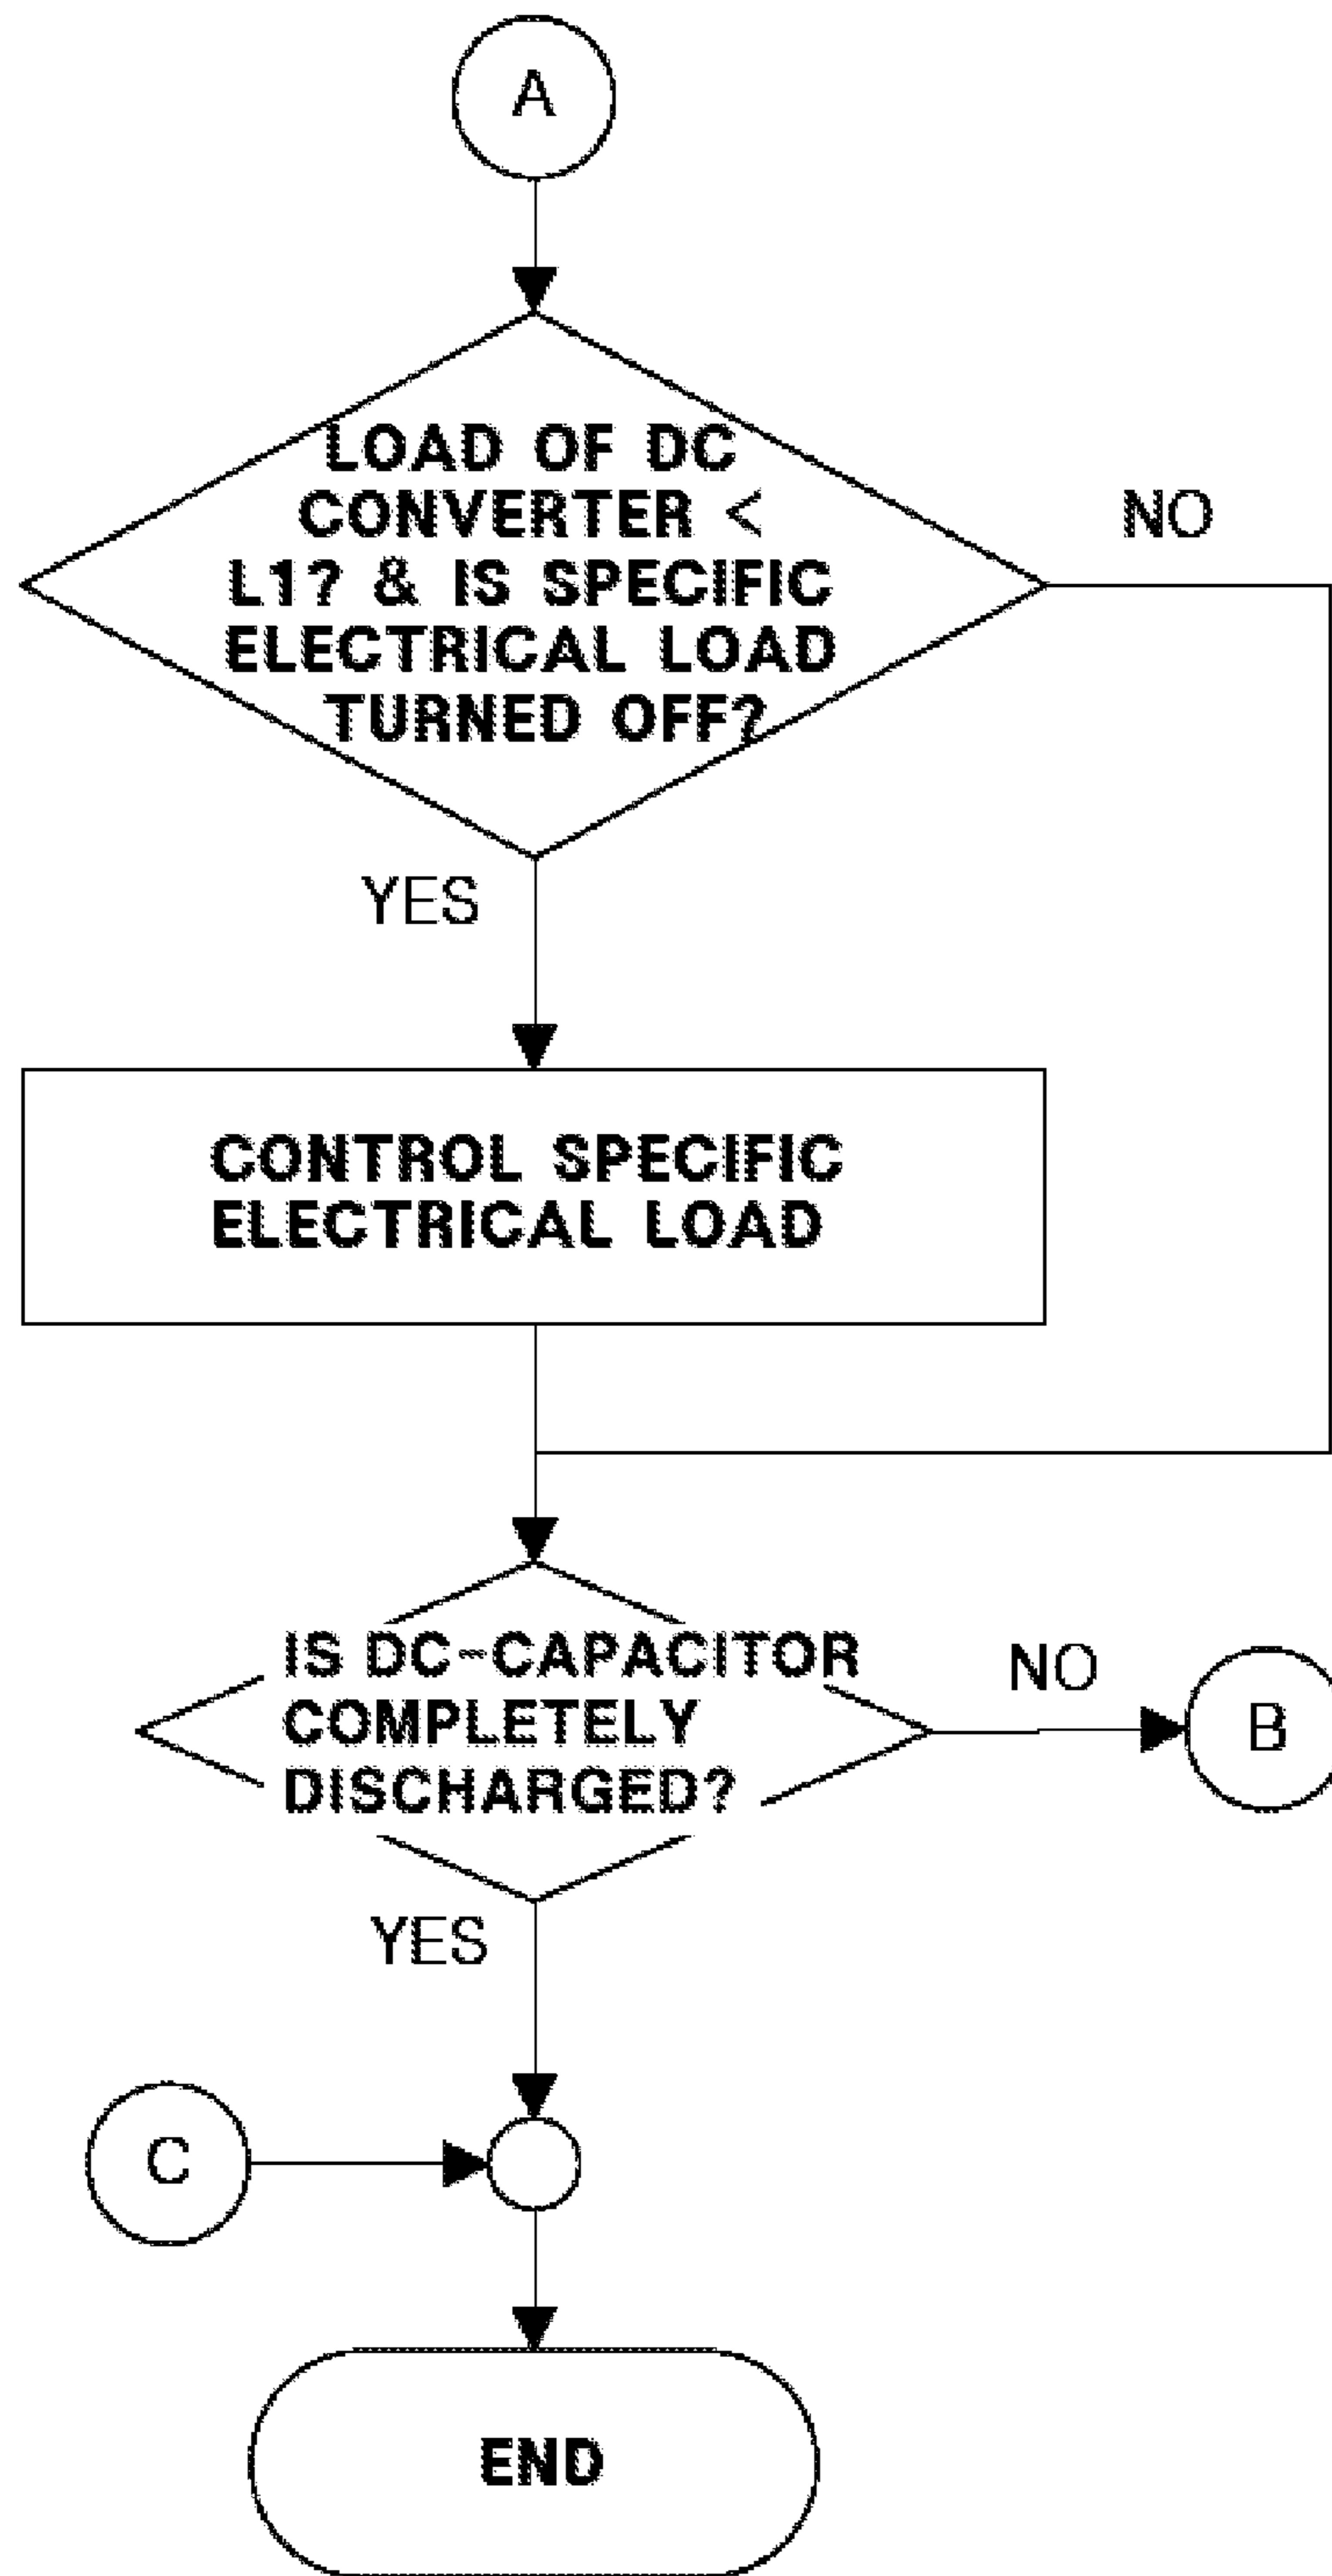 A
LOAD OF DC
CONVERTER <
L1? & IS SPECIFIC
ELECTRICAL LOAD
TURNED OFF?
NO
YES
CONTROL SPECIFIC
ELECTRICAL LOAD
IS DC-CAPACITOR
COMPLETELY
DISCHARGED?
NO
B
YES
C
END